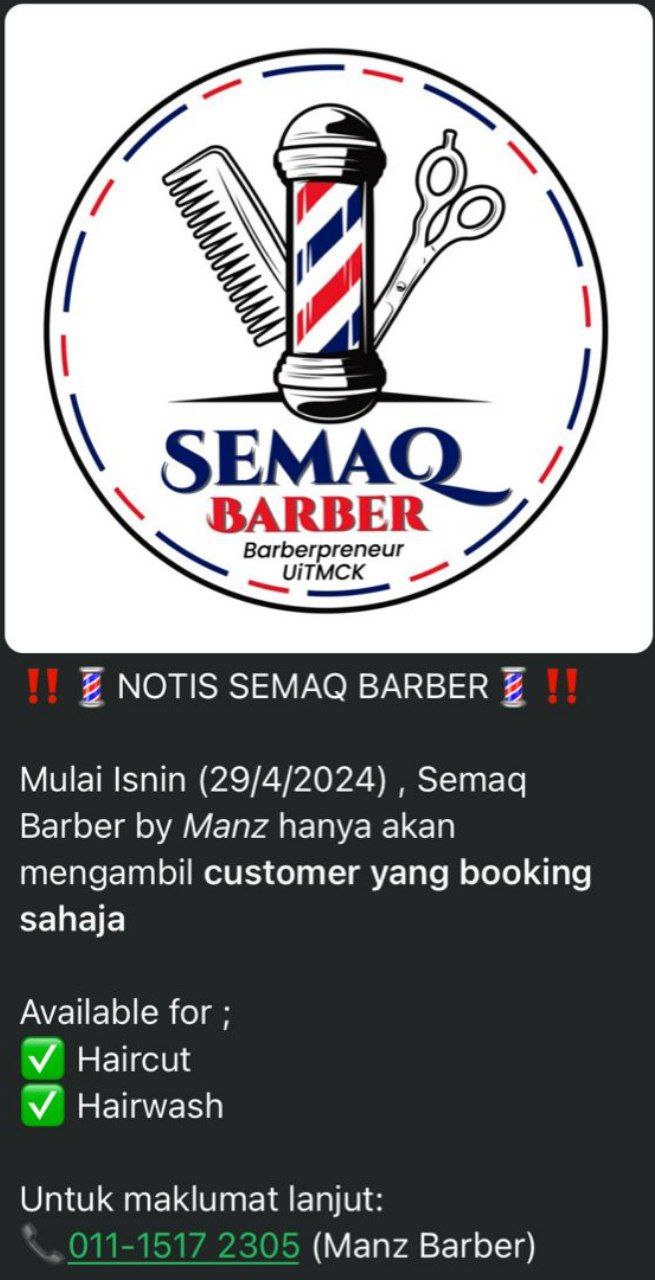 SEMAQ
BARBER
Barberpreneur
UiTMCK
‼️💈NOTIS SEMAQ BARBER💈‼️
Mulai Isnin (29/4/2024) , Semaq
Barber by Manz hanya akan
mengambil customer yang booking
sahaja
Available for ;
✅ Haircut
✅ Hairwash
Untuk maklumat lanjut:
📞011-1517 2305 (Manz Barber)